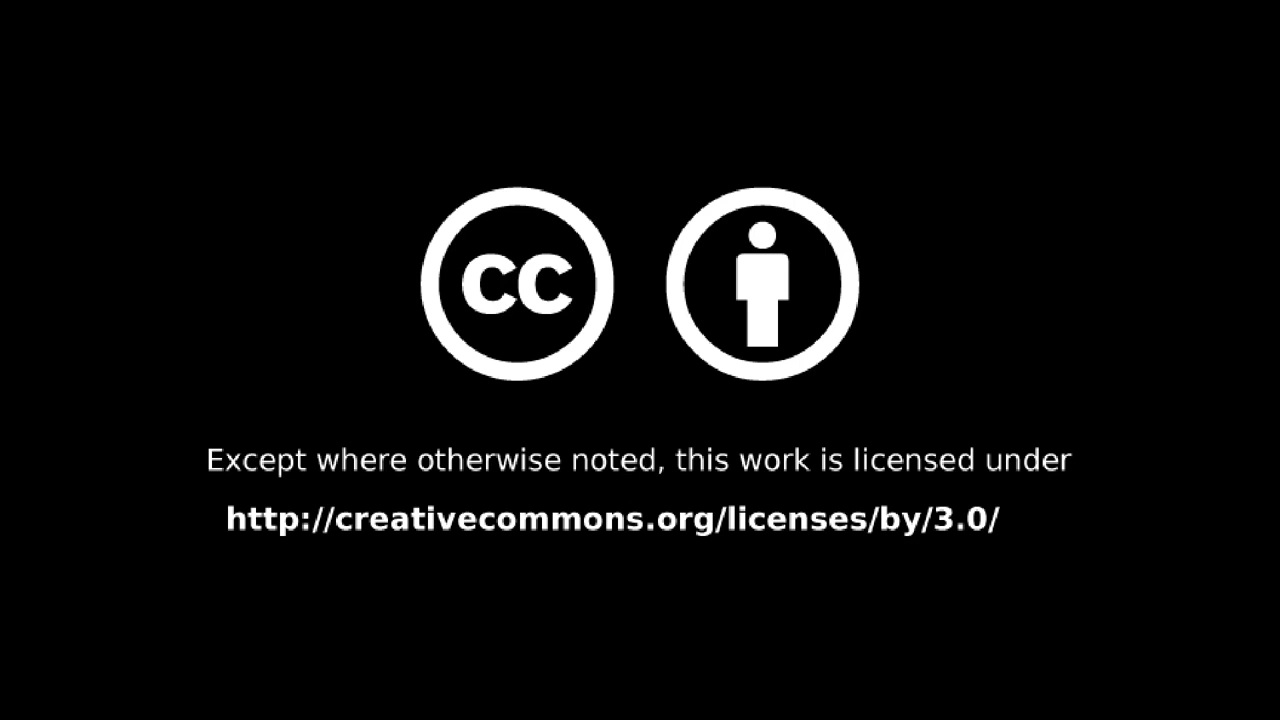 cc
Except where otherwise noted, this work is licensed under
http://creativecommons.org/licenses/by/3.0/